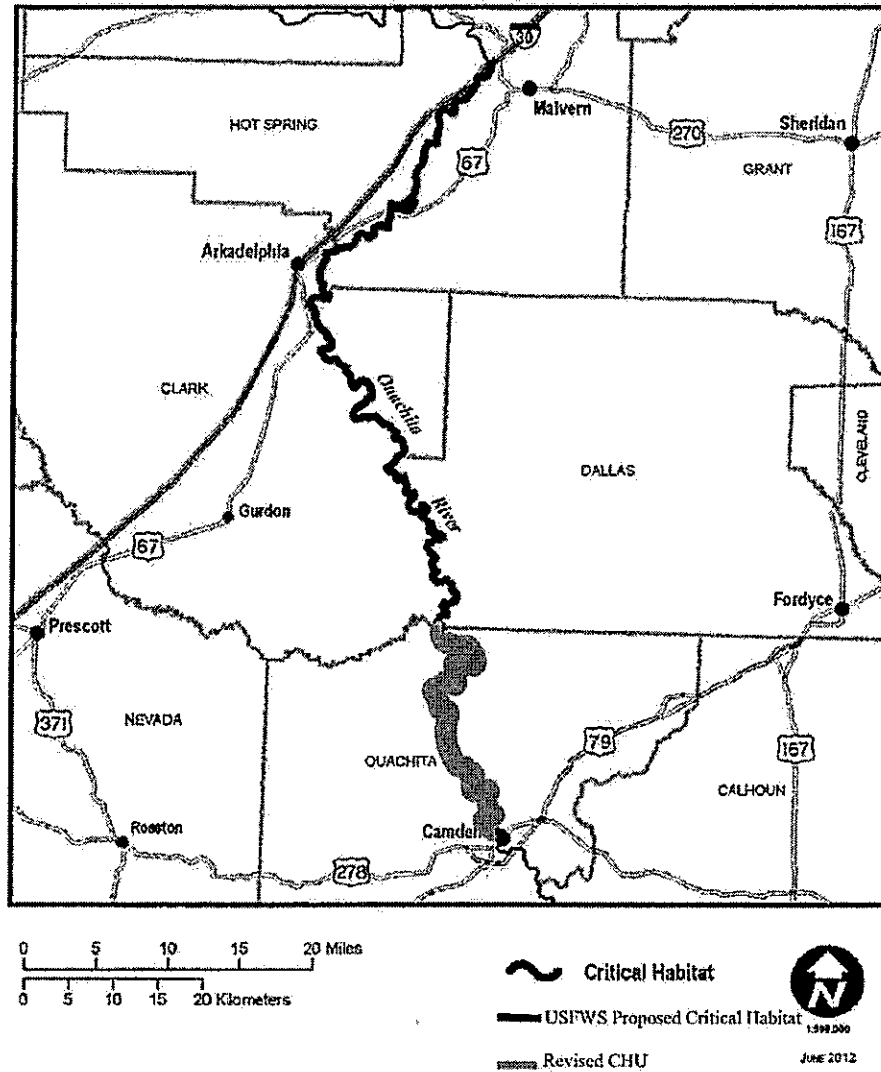 30
Malvern
HOT SPRING
Sheridan
270
67
GRANT
167
Arkadelphia
CLARK
Ouachita
CLEVELAND
DALLAS
River
Gurdon
67
Fordyce
Prescott
371
NEVADA
79
167
OUACHITA
CALHOUN
Camden
Rosston
278
0 5 10 15 20 Miles
0 5 10 15 20 Kilometers
Critical Habitat
N
USFWS Proposed Critical Habitat
JUNE 2012
Revised CHU